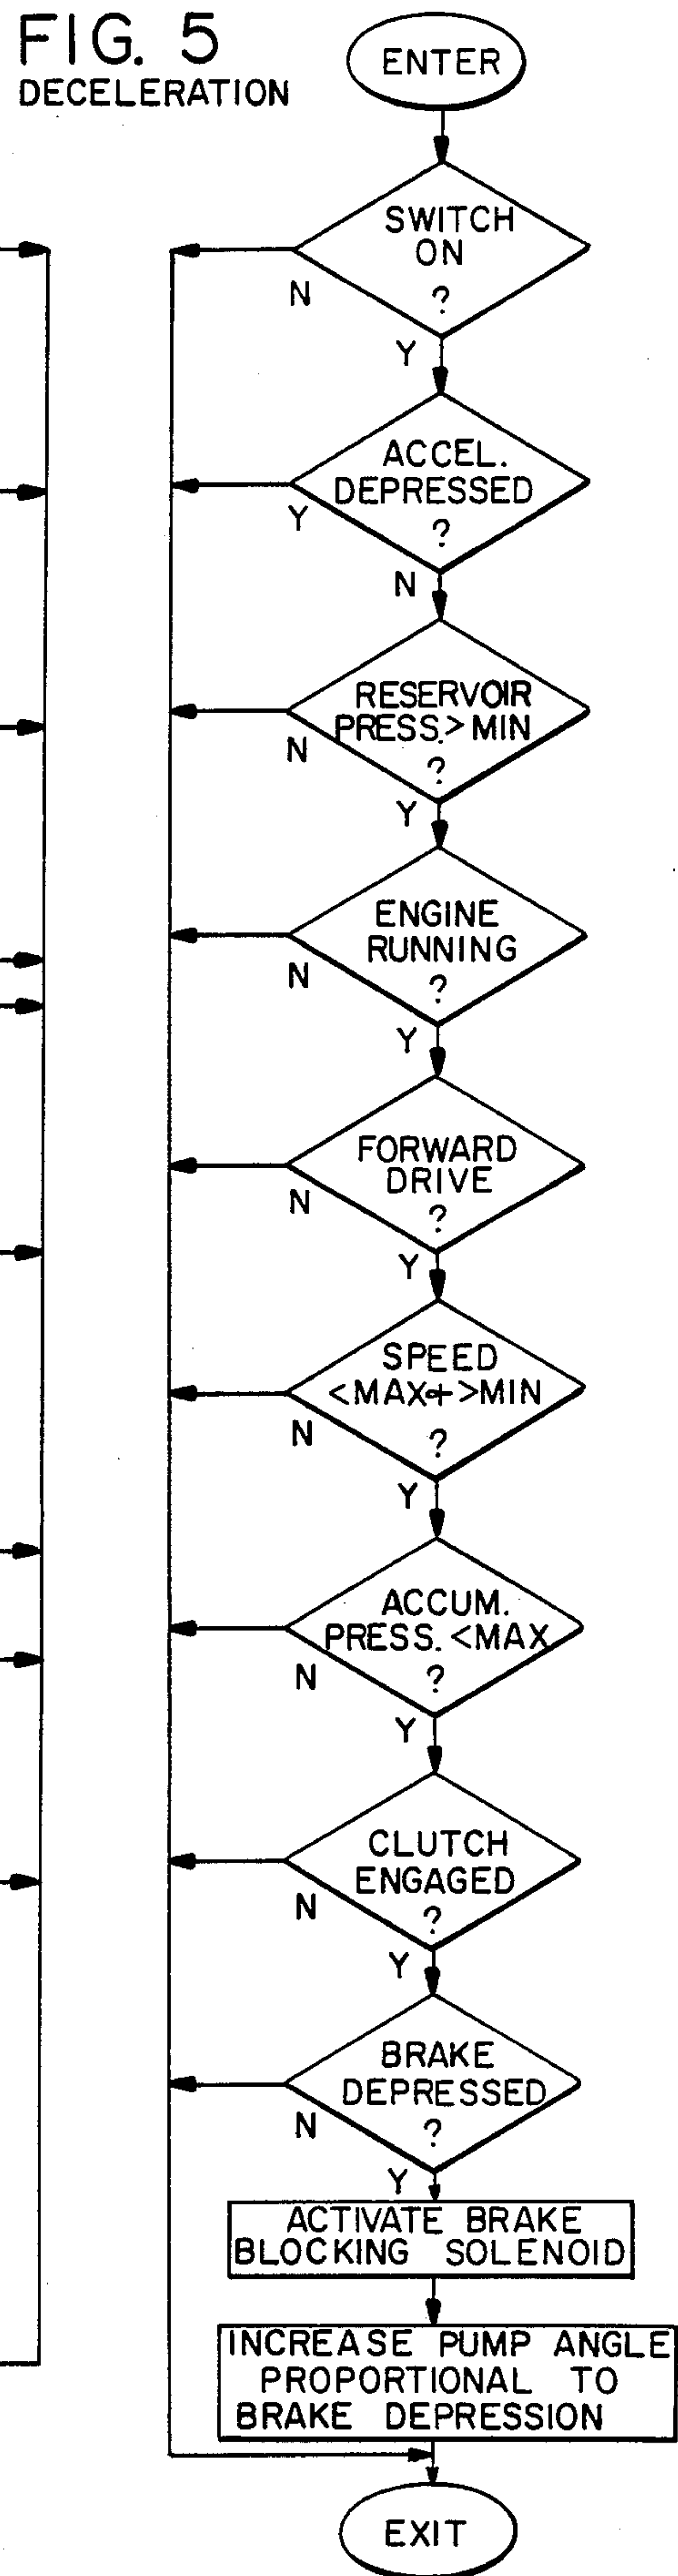 FIG. 5
DECELERATION
ENTER
SWITCH
ON
?
N
Y
ACCEL.
DEPRESSED
?
Y
N
RESERVOIR
PRESS.>MIN
?
N
Y
ENGINE
RUNNING
?
N
Y
FORWARD
DRIVE
?
N
Y
SPEED
<MAX+>MIN
?
N
Y
ACCUM.
PRESS.<MAX
?
N
Y
CLUTCH
ENGAGED
?
N
Y
BRAKE
DEPRESSED
?
N
Y
ACTIVATE BRAKE
BLOCKING SOLENOID
INCREASE PUMP ANGLE
PROPORTIONAL TO
BRAKE DEPRESSION
EXIT